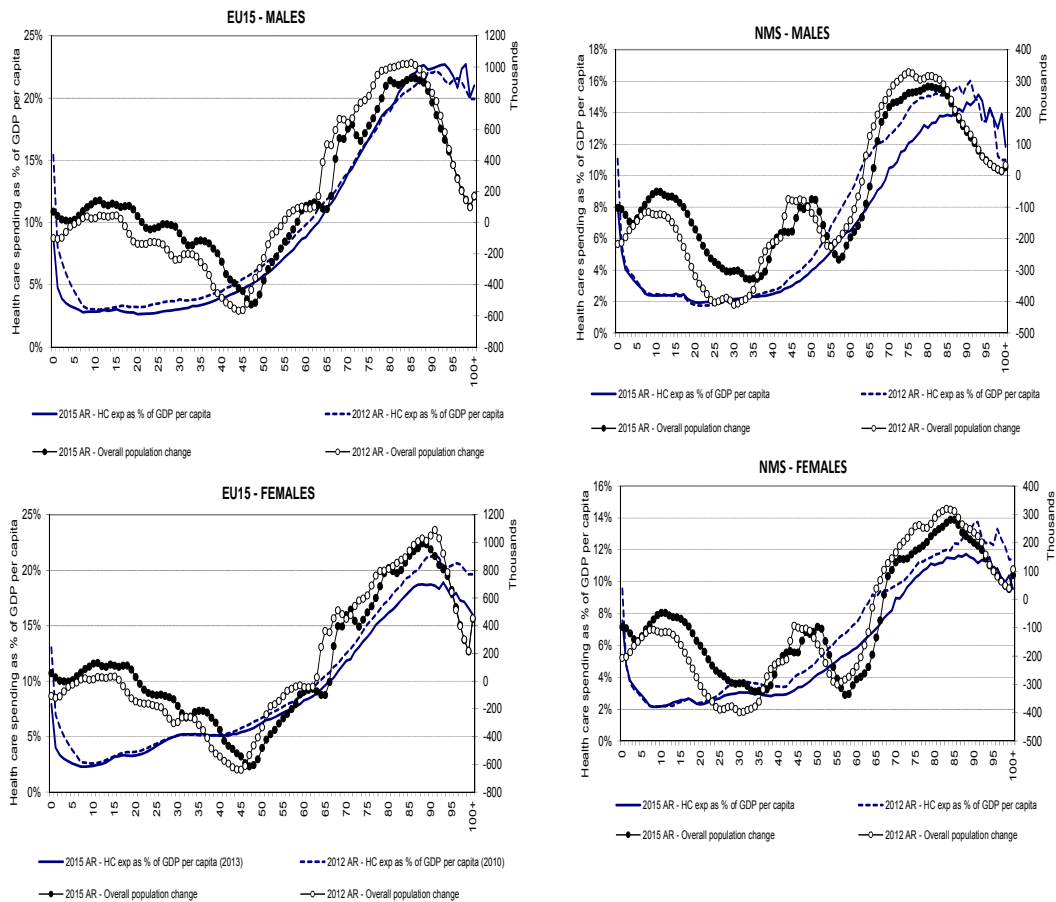 EU15 - MALES
Health care spending as % of GDP per capita
25%
20%
15%
10%
5%
0%
1200
1000
800
600
400
200
0
-200
-400
-600
-800
Thousands
0 5 10 15 20 25 30 35 40 45 50 55 60 65 70 75 80 85 90 95 100+
2015 AR - HC exp as % of GDP per capita
2012 AR - HC exp as % of GDP per capita
2015 AR - Overall population change
2012 AR - Overall population change
NMS - MALES
Health care spending as % of GDP per capita
18%
16%
14%
12%
10%
8%
6%
4%
2%
0%
400
300
200
100
0
-100
-200
-300
-400
-500
Thousands
0 5 10 15 20 25 30 35 40 45 50 55 60 65 70 75 80 85 90 95 100+
2015 AR - HC exp as % of GDP per capita
2012 AR - HC exp as % of GDP per capita
2015 AR - Overall population change
2012 AR - Overall population change
EU15 - FEMALES
Health care spending as % of GDP per capita
25%
20%
15%
10%
5%
0%
1200
1000
800
600
400
200
0
-200
-400
-600
-800
Thousands
0 5 10 15 20 25 30 35 40 45 50 55 60 65 70 75 80 85 90 95 100+
2015 AR - HC exp as % of GDP per capita (2013)
2012 AR - HC exp as % of GDP per capita (2010)
2015 AR - Overall population change
2012 AR - Overall population change
NMS - FEMALES
Health care spending as % of GDP per capita
16%
14%
12%
10%
8%
6%
4%
2%
0%
400
300
200
100
0
-100
-200
-300
-400
-500
Thousands
0 5 10 15 20 25 30 35 40 45 50 55 60 65 70 75 80 85 90 95 100+
2015 AR - HC exp as % of GDP per capita
2012 AR - HC exp as % of GDP per capita
2015 AR - Overall population change
2012 AR - Overall population change